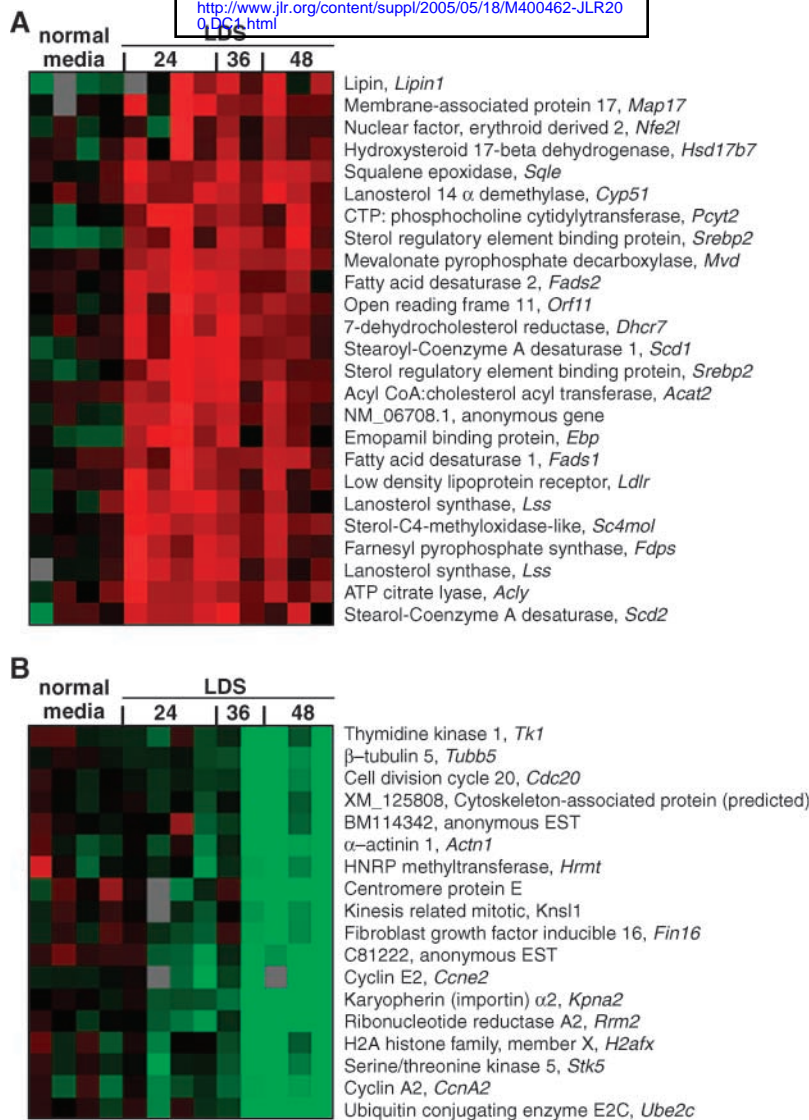 http://www.jlr.org/content/suppl/2005/05/18/M400462-JLR20
0.DC1.html
A
normal
media
LDS
24
36
48
Lipin, Lipin1
Membrane-associated protein 17, Map17
Nuclear factor, erythroid derived 2, Nfe2l
Hydroxysteroid 17-beta dehydrogenase, Hsd17b7
Squalene epoxidase, Sqle
Lanosterol 14 α demethylase, Cyp51
CTP: phosphocholine cytidylytransferase, Pcyt2
Sterol regulatory element binding protein, Srebp2
Mevalonate pyrophosphate decarboxylase, Mvd
Fatty acid desaturase 2, Fads2
Open reading frame 11, Orf11
7-dehydrocholesterol reductase, Dhcr7
Stearoyl-Coenzyme A desaturase 1, Scd1
Sterol regulatory element binding protein, Srebp2
Acyl CoA:cholesterol acyl transferase, Acat2
NM_06708.1, anonymous gene
Emopamil binding protein, Ebp
Fatty acid desaturase 1, Fads1
Low density lipoprotein receptor, Ldlr
Lanosterol synthase, Lss
Sterol-C4-methyloxidase-like, Sc4mol
Farnesyl pyrophosphate synthase, Fdps
Lanosterol synthase, Lss
ATP citrate lyase, Acly
Stearol-Coenzyme A desaturase, Scd2
B
normal
media
LDS
24
36
48
Thymidine kinase 1, Tk1
β–tubulin 5, Tubb5
Cell division cycle 20, Cdc20
XM_125808, Cytoskeleton-associated protein (predicted)
BM114342, anonymous EST
α–actinin 1, Actn1
HNRP methyltransferase, Hrmt
Centromere protein E
Kinesis related mitotic, Knsl1
Fibroblast growth factor inducible 16, Fin16
C81222, anonymous EST
Cyclin E2, Ccne2
Karyopherin (importin) α2, Kpna2
Ribonucleotide reductase A2, Rrm2
H2A histone family, member X, H2afx
Serine/threonine kinase 5, Stk5
Cyclin A2, CcnA2
Ubiquitin conjugating enzyme E2C, Ube2c